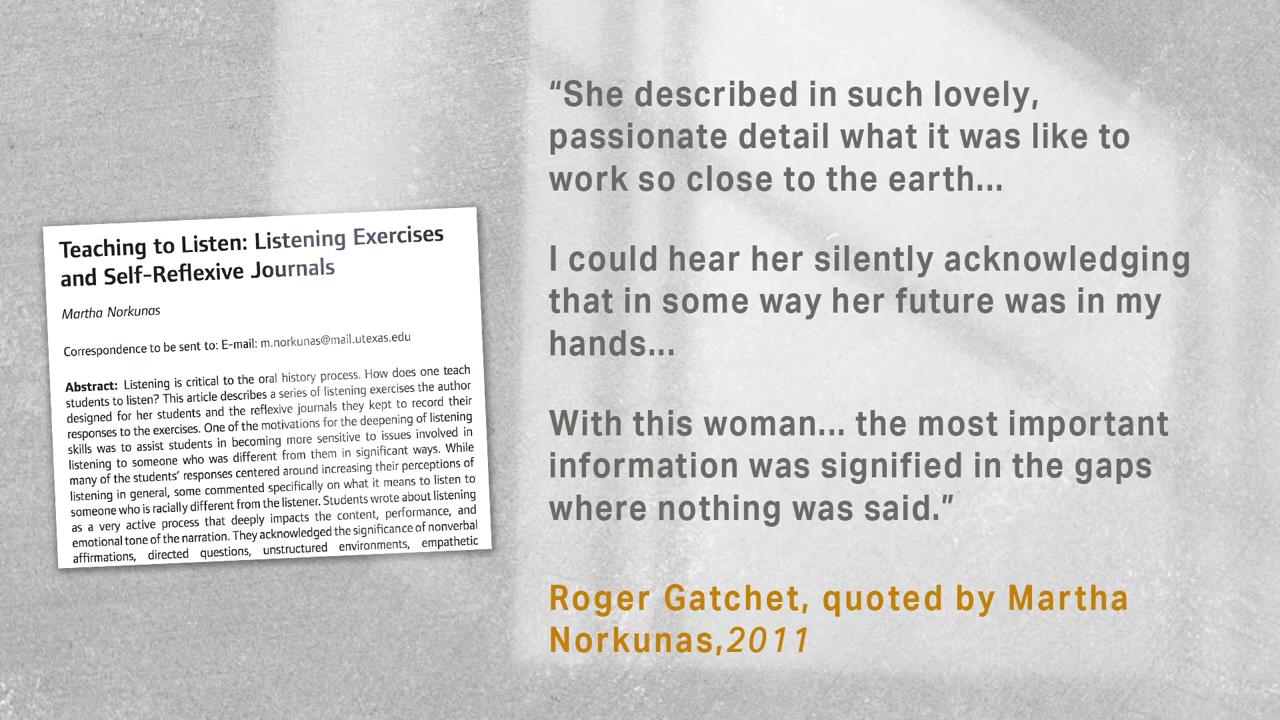 Teaching to Listen: Listening Exercises
and Self-Reflexive Journals
Martha Norkunas
Correspondence to be sent to: E-mail: m.norkunas@mail.utexas.edu
Abstract: Listening is critical to the oral history process. How does one teach
students to listen? This article describes a series of listening exercises the author
designed for her students and the reflexive journals they kept to record their
responses to the exercises. One of the motivations for the deepening of listening
skills was to assist students in becoming more sensitive to issues involved in
listening to someone who was different from them in significant ways. While
many of the students' responses centered around increasing their perceptions of
listening in general, some commented specifically on what it means to listen to
someone who is racially different from the listener. Students wrote about listening
as a very active process that deeply impacts the content, performance, and
emotional tone of the narration. They acknowledged the significance of nonverbal
affirmations, directed questions, unstructured environments, empathetic
“She described in such lovely,
passionate detail what it was like to
work so close to the earth...
I could hear her silently acknowledging
that in some way her future was in my
hands...
With this woman... the most important
information was signified in the gaps
where nothing was said.”
Roger Gatchet, quoted by Martha
Norkunas,2011